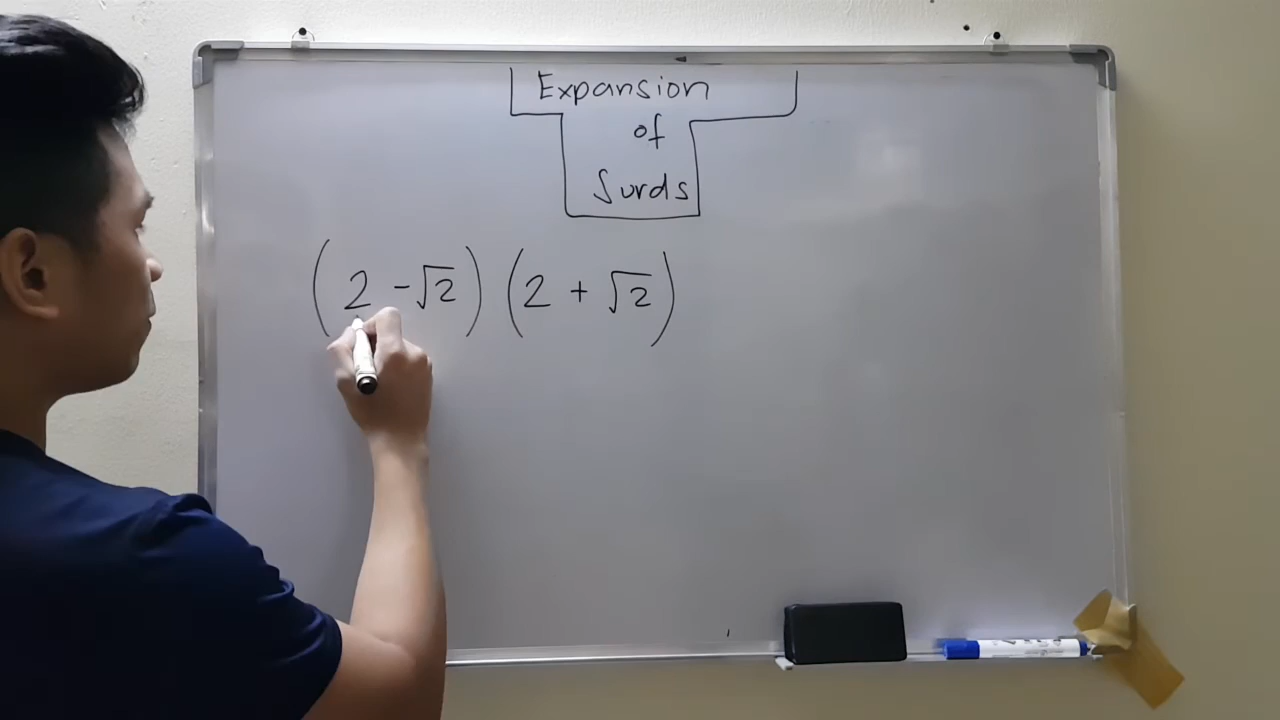 Expansion
of
Surds
(2 - √2) (2 + √2)